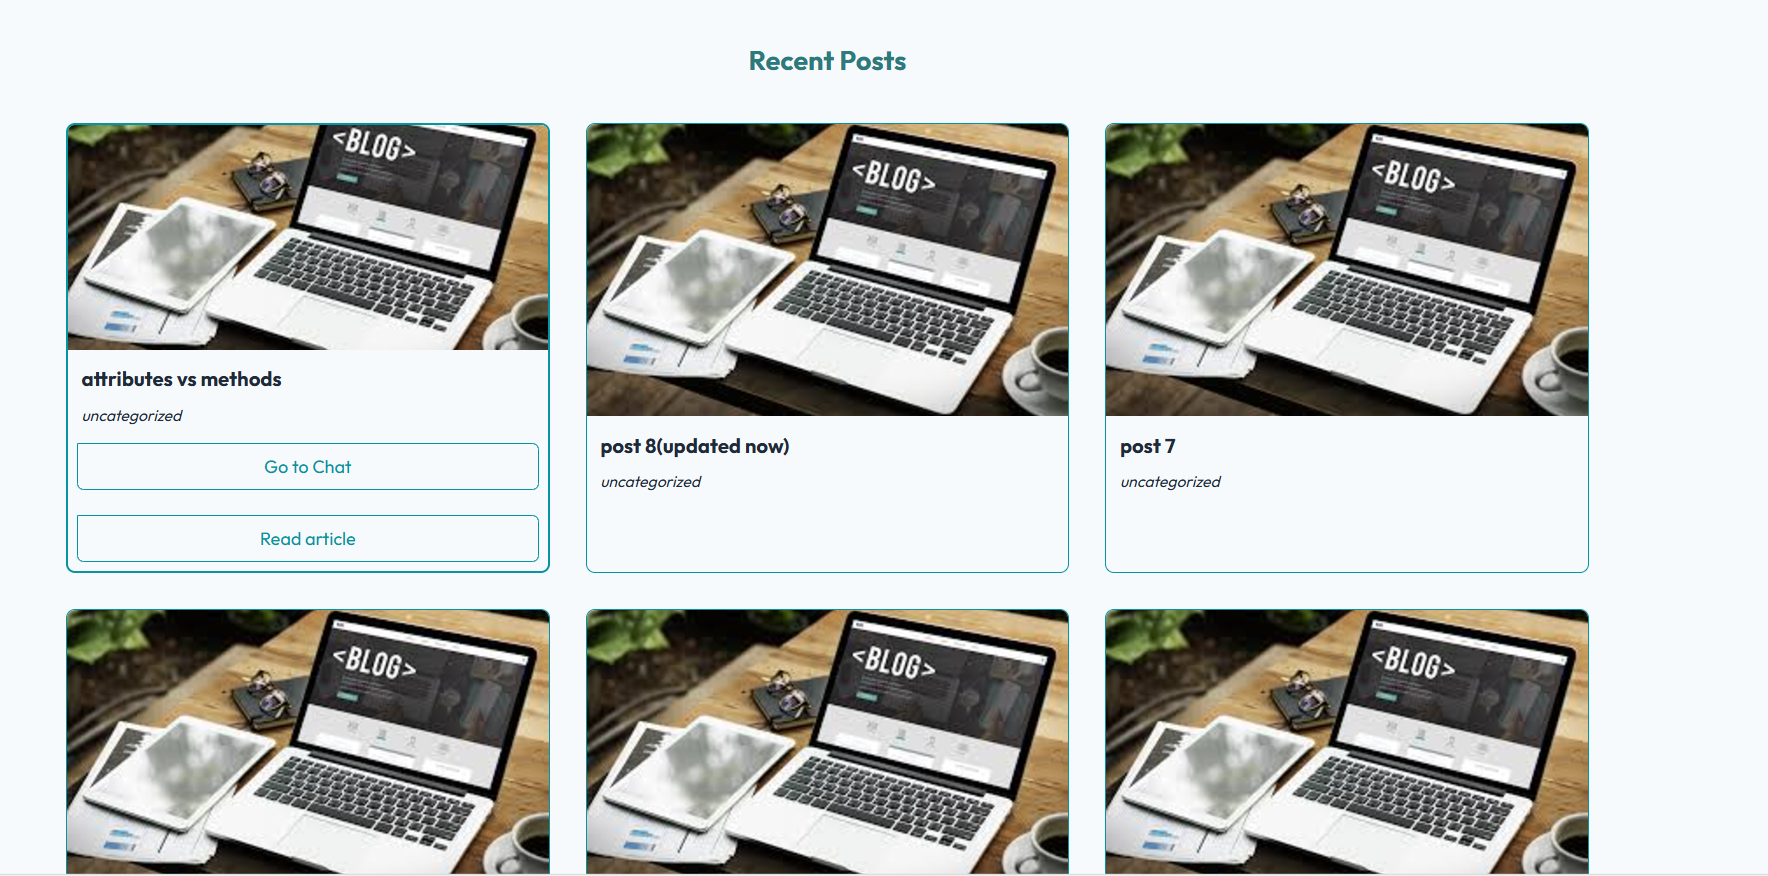 Recent Posts
<BLOG>
<BLOG>
<BLOG>
attributes vs methods
uncategorized
Go to Chat
Read article
post 8(updated now)
uncategorized
post 7
uncategorized
<BLOG>
<BLOG>
<BLOG>